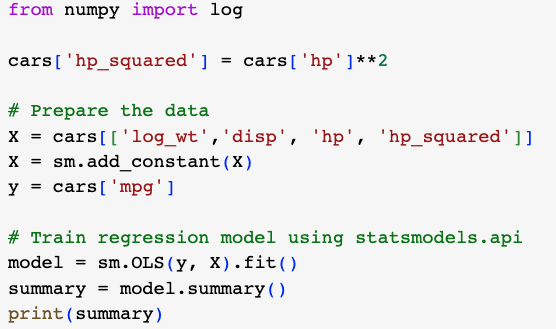 from numpy import log
cars['hp_squared'] = cars['hp']**2
# Prepare the data
X = cars[['log_wt','disp', 'hp', 'hp_squared']]
X = sm.add_constant(X)
y = cars['mpg']
# Train regression model using statsmodels.api
model = sm.OLS(y, X).fit()
summary = model.summary()
print(summary)